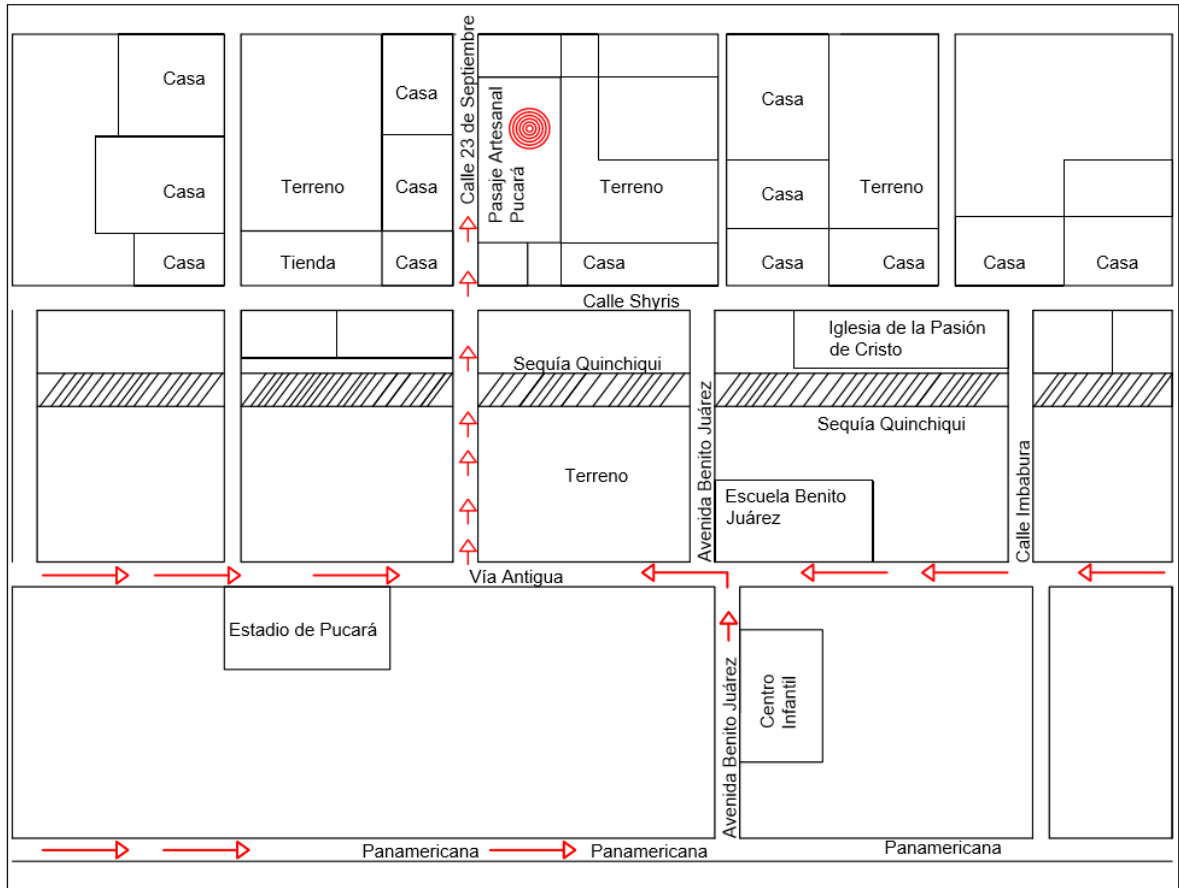 Casa
Casa
Calle 23 de Septiembre
Casa
Casa
Terreno
Casa
Pasaje Artesanal
Pucará
Terreno
Casa
Terreno
Casa
Tienda
Casa
Casa
Casa
Casa
Casa
Casa
Calle Shyris
Iglesia de la Pasión
de Cristo
Sequía Quinchiqui
Sequía Quinchiqui
Avenida Benito Juárez
Terreno
Escuela Benito
Juárez
Calle Imbabura
Vía Antigua
Estadio de Pucará
Avenida Benito Juárez
Centro
Infantil
Panamericana
Panamericana
Panamericana